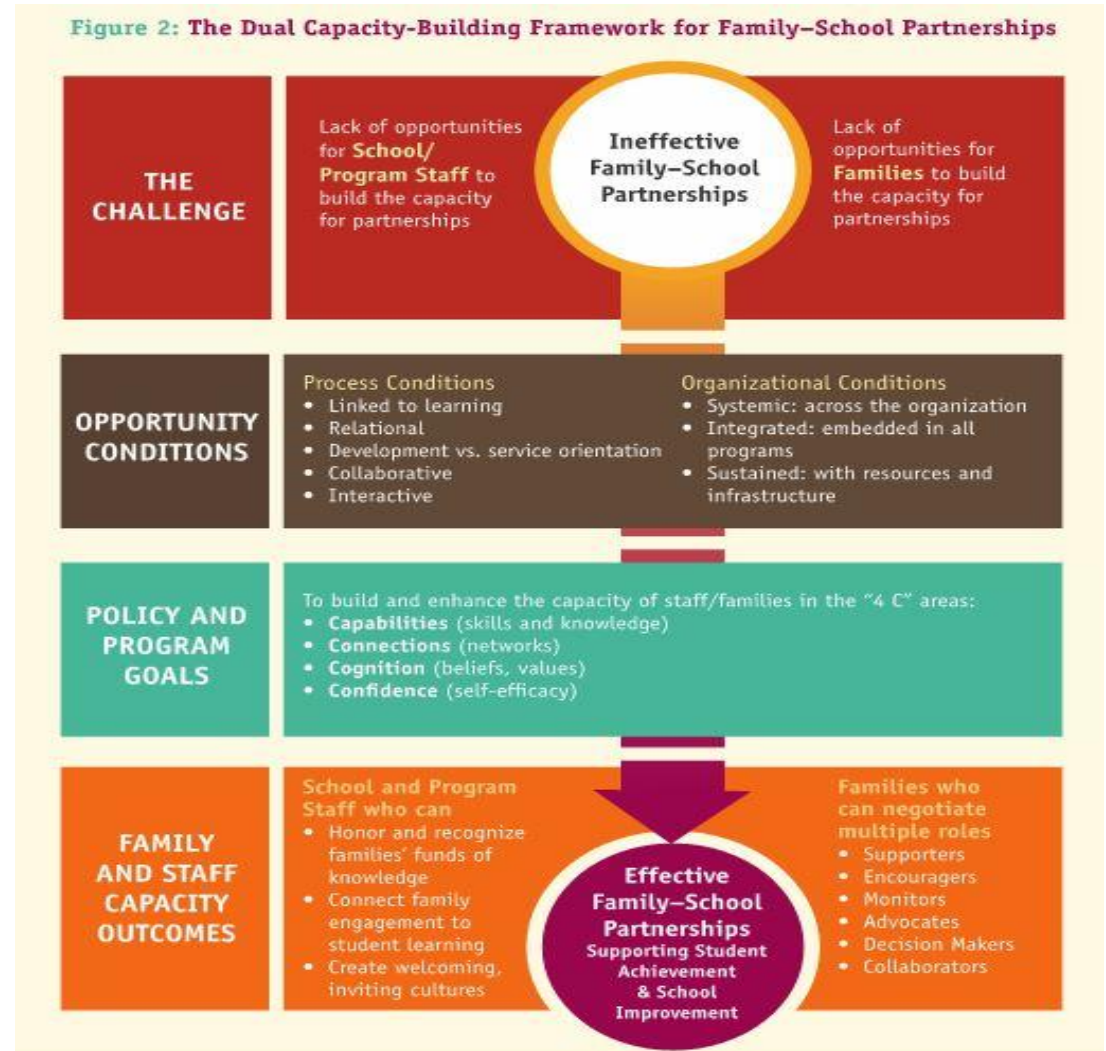 Figure 2: The Dual Capacity-Building Framework for Family–School Partnerships
THE
CHALLENGE
Lack of opportunities
for School/
Program Staff to
build the capacity
for partnerships
Ineffective
Family–School
Partnerships
Lack of
opportunities for
Families to build
the capacity for
partnerships
OPPORTUNITY
CONDITIONS
Process Conditions
• Linked to learning
• Relational
• Development vs. service orientation
• Collaborative
• Interactive
Organizational Conditions
• Systemic: across the organization
• Integrated: embedded in all
programs
• Sustained: with resources and
infrastructure
POLICY AND
PROGRAM
GOALS
To build and enhance the capacity of staff/families in the “4 C” areas:
• Capabilities (skills and knowledge)
• Connections (networks)
• Cognition (beliefs, values)
• Confidence (self-efficacy)
FAMILY
AND STAFF
CAPACITY
OUTCOMES
School and Program
Staff who can
• Honor and recognize
families’ funds of
knowledge
• Connect family
engagement to
student learning
• Create welcoming,
inviting cultures
Effective
Family–School
Partnerships
Supporting Student
Achievement
& School
Improvement
Families who
can negotiate
multiple roles
• Supporters
• Encouragers
• Monitors
• Advocates
• Decision Makers
• Collaborators